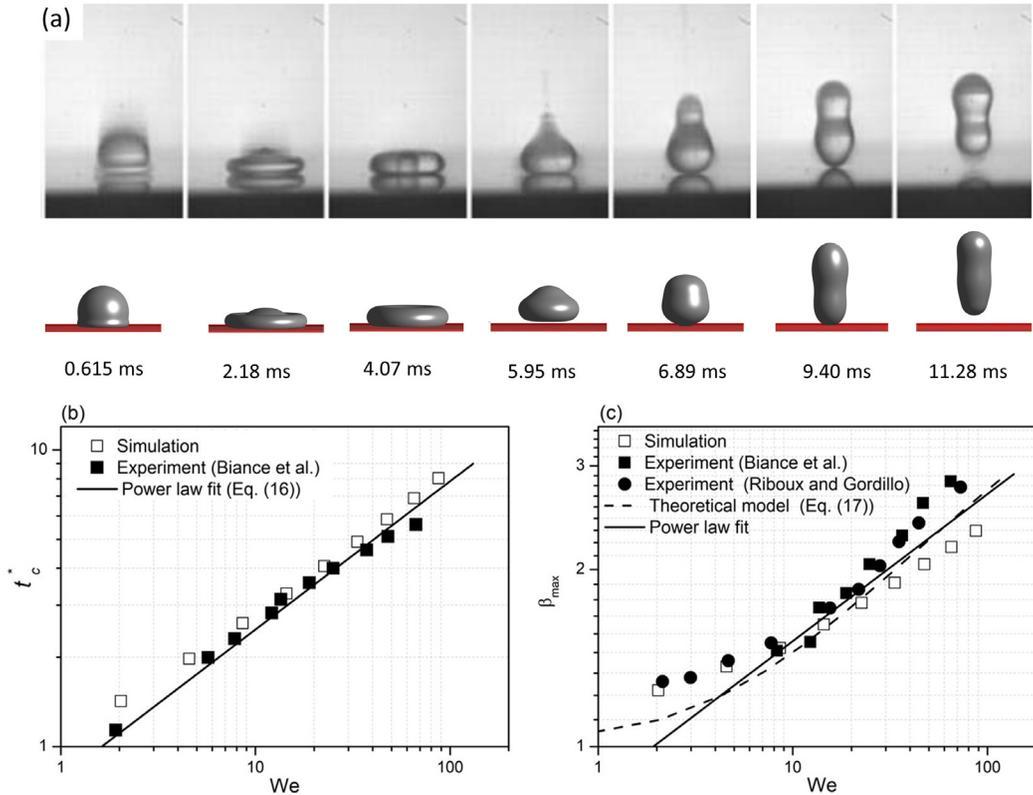 (a)
0.615 ms 2.18 ms 4.07 ms 5.95 ms 6.89 ms 9.40 ms 11.28 ms
(b)
10
Simulation
Experiment (Biance et al.)
Power law fit (Eq. (16))
t*c
1
1 10 100
We
(c)
3
Simulation
Experiment (Biance et al.)
Experiment (Riboux and Gordillo)
Theoretical model (Eq. (17))
Power law fit
2
βmax
1
1 10 100
We